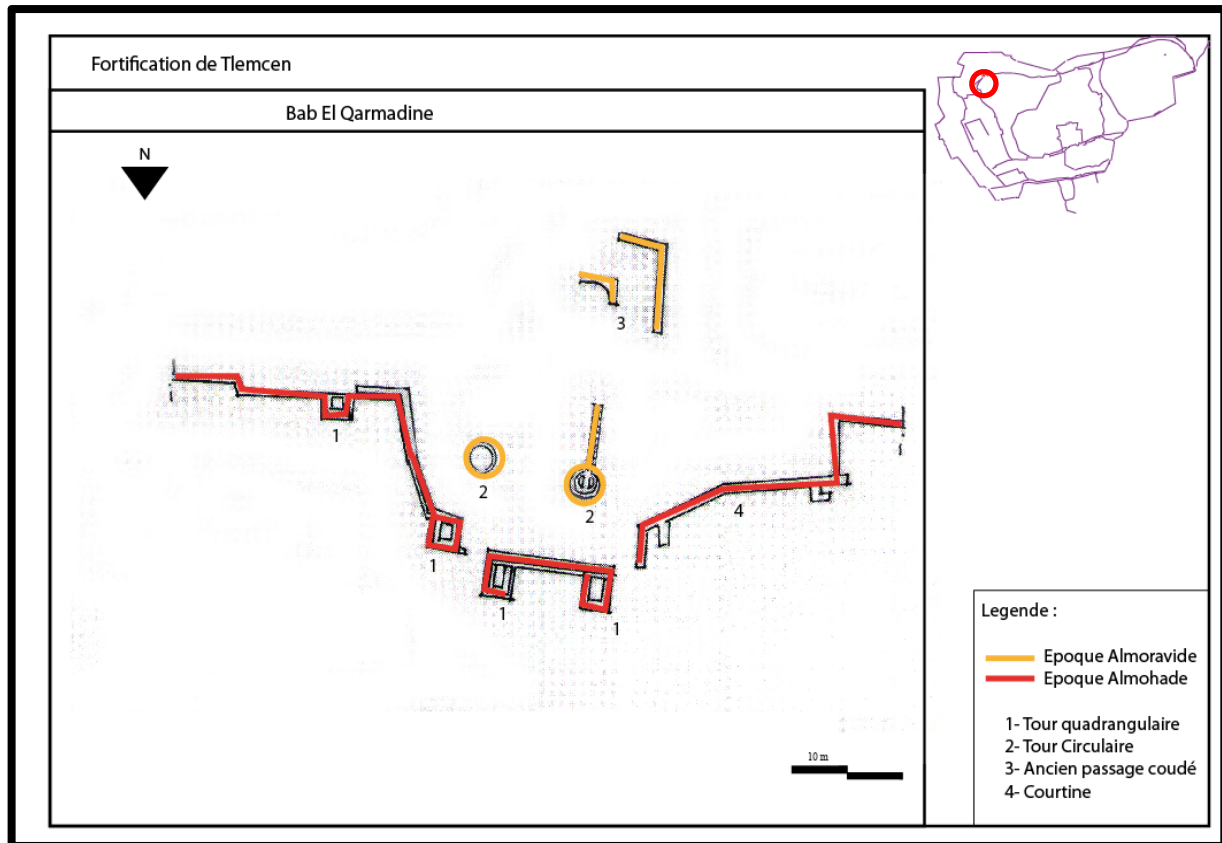 Fortification de Tlemcen
Bab El Qarmadine
N
3
1
2
2
4
1
1
1
10 m
Legende :
Epoque Almoravide
Epoque Almohade
1- Tour quadrangulaire
2- Tour Circulaire
3- Ancien passage coudé
4- Courtine